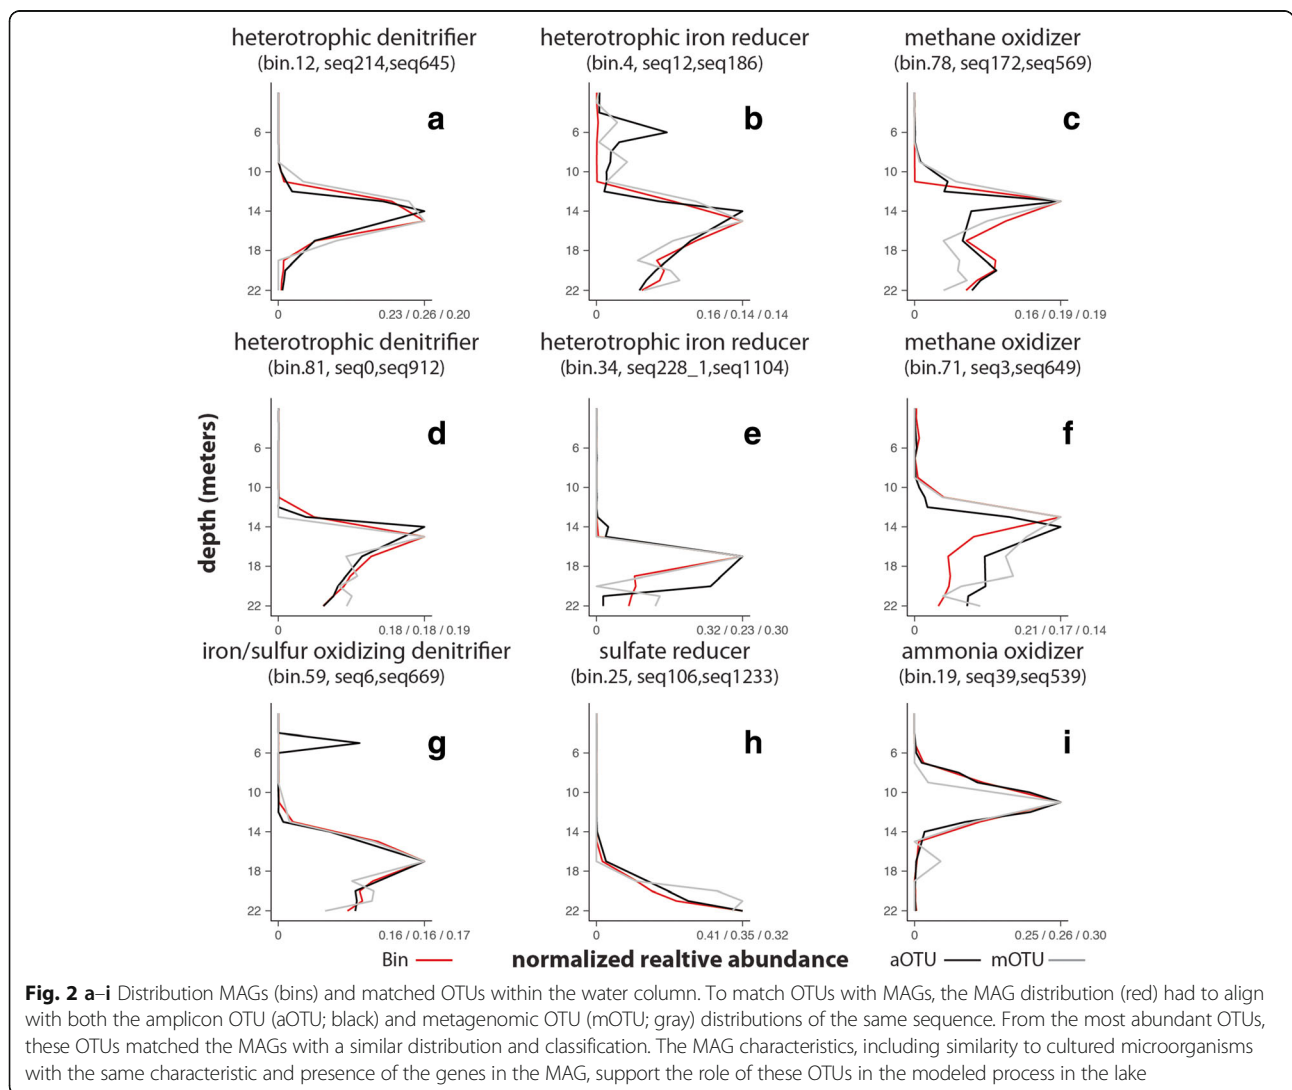 heterotrophic denitrifier
(bin.12, seq214,seq645)
a
6
10
14
18
22
0
0.23 / 0.26 / 0.20
heterotrophic iron reducer
(bin.4, seq12,seq186)
b
6
10
14
18
22
0
0.16 / 0.14 / 0.14
methane oxidizer
(bin.78, seq172,seq569)
c
6
10
14
18
22
0
0.16 / 0.19 / 0.19
depth (meters)
heterotrophic denitrifier
(bin.81, seq0,seq912)
d
6
10
14
18
22
0
0.18 / 0.18 / 0.19
heterotrophic iron reducer
(bin.34, seq228_1,seq1104)
e
6
10
14
18
22
0
0.32 / 0.23 / 0.30
methane oxidizer
(bin.71, seq3,seq649)
f
6
10
14
18
22
0
0.21 / 0.17 / 0.14
iron/sulfur oxidizing denitrifier
(bin.59, seq6,seq669)
g
6
10
14
18
22
0
0.16 / 0.16 / 0.17
sulfate reducer
(bin.25, seq106,seq1233)
h
6
10
14
18
22
0
0.41 / 0.35 / 0.32
ammonia oxidizer
(bin.19, seq39,seq539)
i
6
10
14
18
22
0
0.25 / 0.26 / 0.30
Bin normalized realtive abundance aOTU mOTU
Fig. 2 a–i Distribution MAGs (bins) and matched OTUs within the water column. To match OTUs with MAGs, the MAG distribution (red) had to align
with both the amplicon OTU (aOTU; black) and metagenomic OTU (mOTU; gray) distributions of the same sequence. From the most abundant OTUs,
these OTUs matched the MAGs with a similar distribution and classification. The MAG characteristics, including similarity to cultured microorganisms
with the same characteristic and presence of the genes in the MAG, support the role of these OTUs in the modeled process in the lake